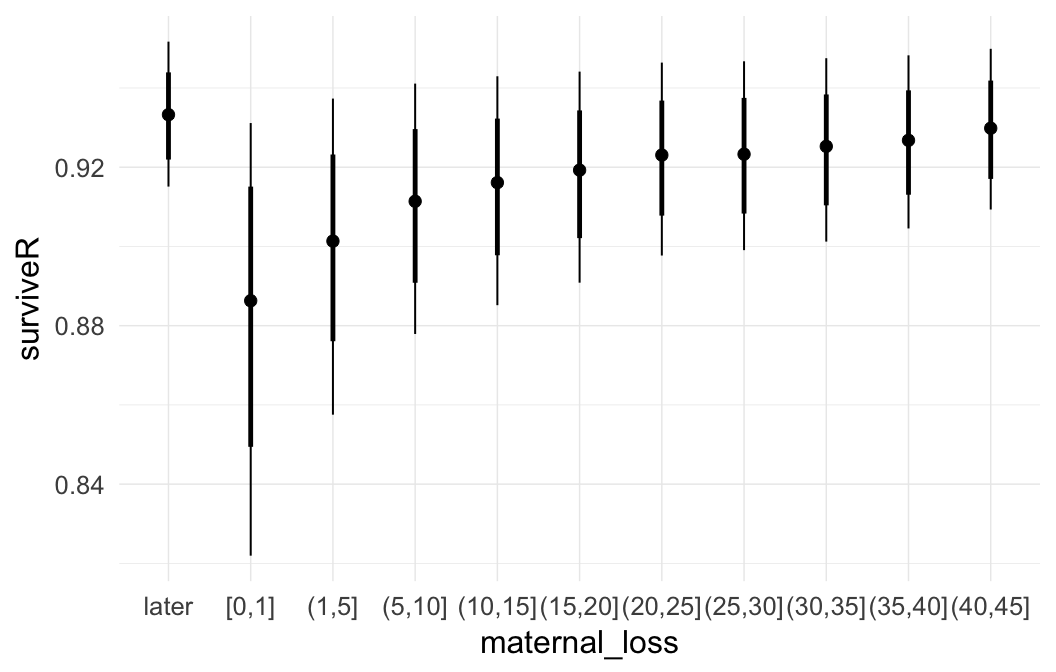 surviveR
0.92
0.88
0.84
later [0,1] (1,5] (5,10] (10,15] (15,20] (20,25] (25,30] (30,35] (35,40] (40,45]
maternal_loss